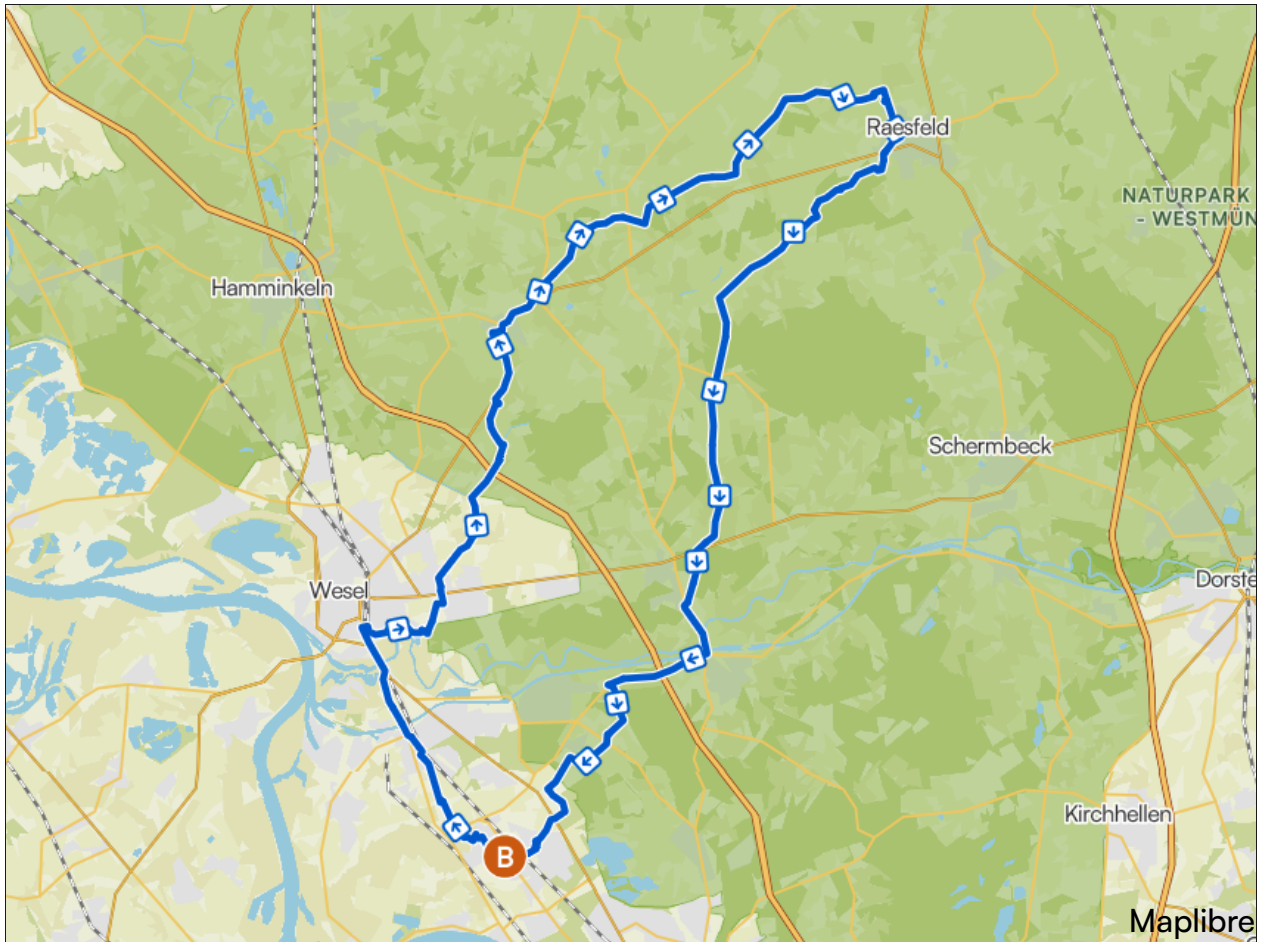 Raesfeld
NATURPARK
- WESTMÜN
Hamminkeln
Schermbeck
Wesel
Dorste
Kirchhellen
B
Maplibre